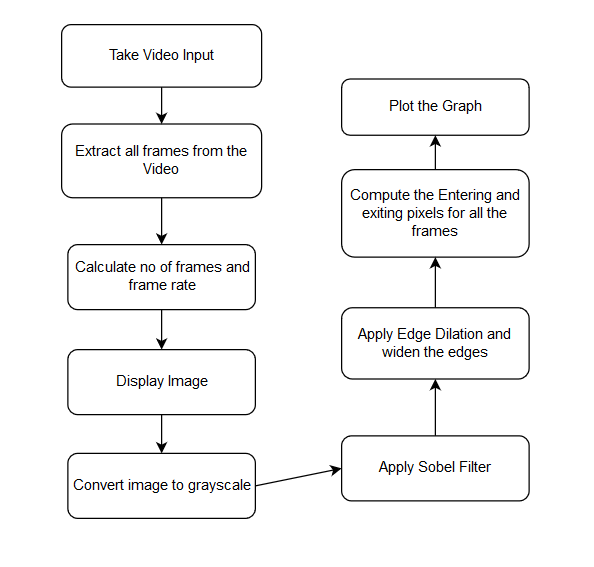 Take Video Input
Extract all frames from the
Video
Calculate no of frames and
frame rate
Display Image
Convert image to grayscale
Apply Sobel Filter
Apply Edge Dilation and
widen the edges
Compute the Entering and
exiting pixels for all the
frames
Plot the Graph